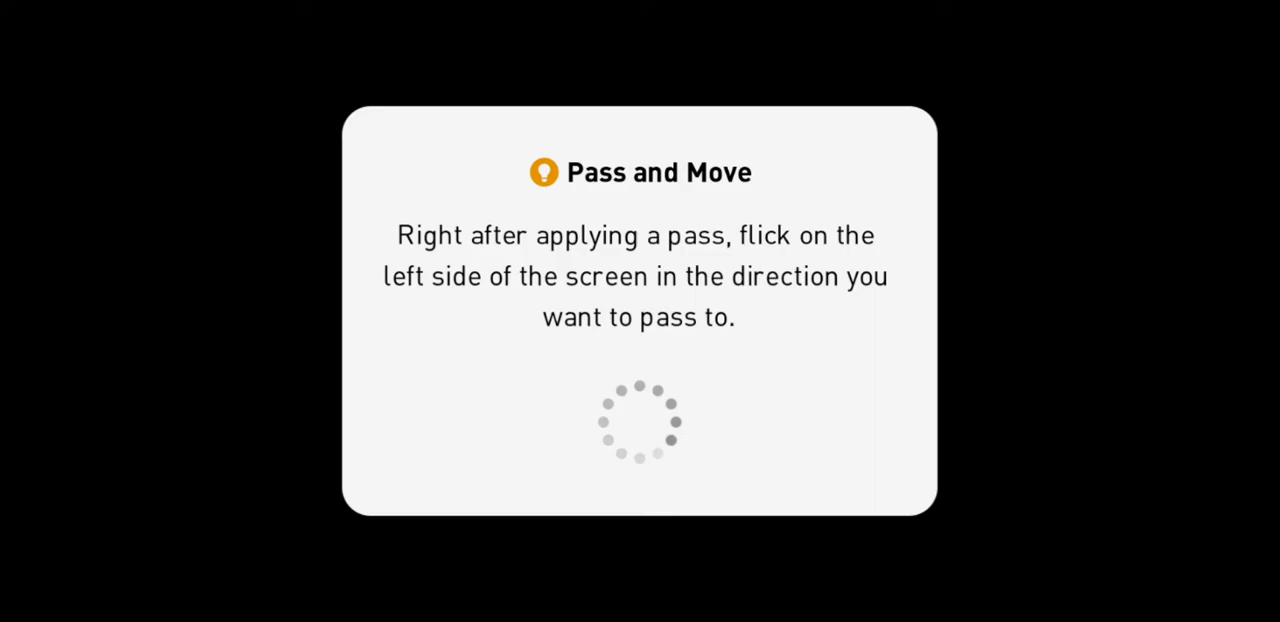 Pass and Move
Right after applying a pass, flick on the
left side of the screen in the direction you
want to pass to.